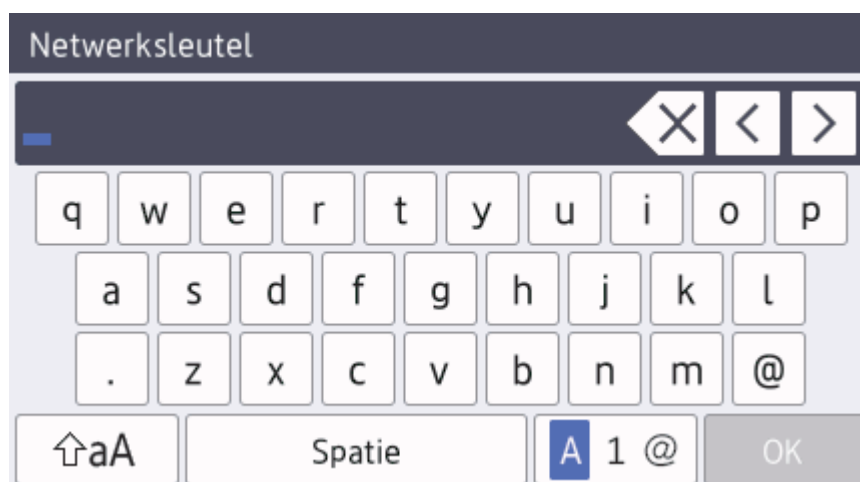 Netwerksleutel
q w e r t y u i o p
a s d f g h j k l
. z x c v b n m @
aA Spatie A 1 @ OK